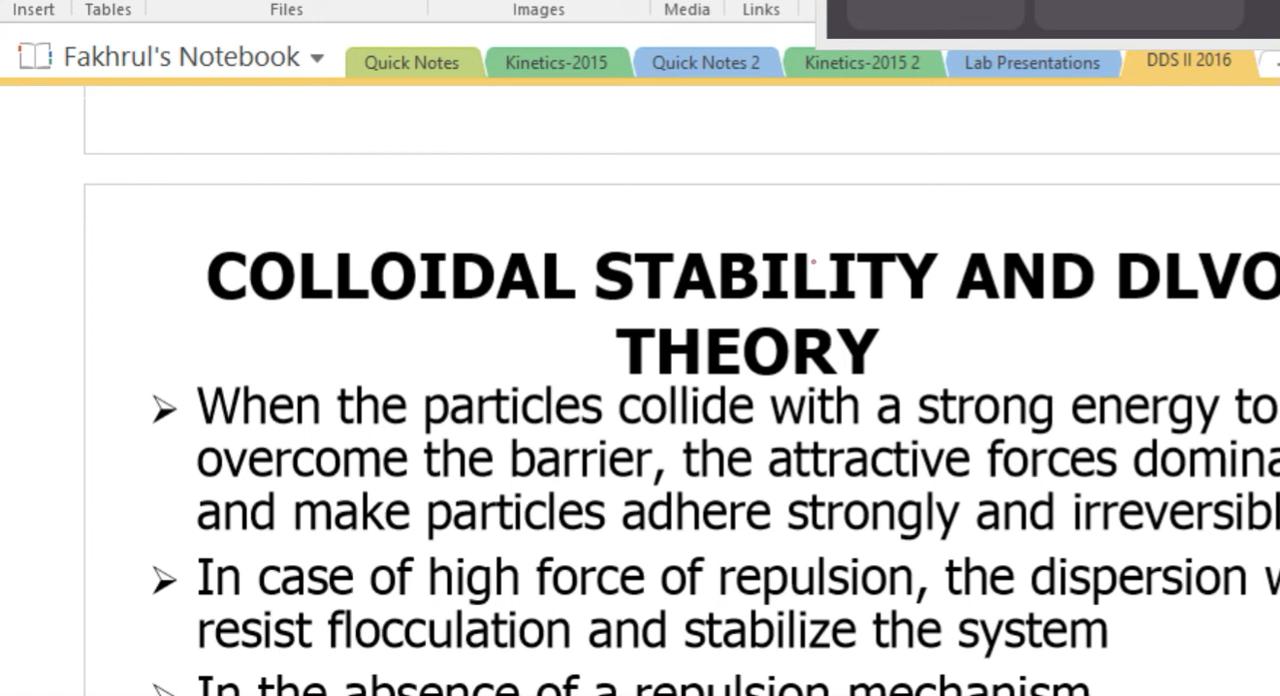 Insert Tables Files Images Media Links
Fakhrul's Notebook Quick Notes Kinetics-2015 Quick Notes 2 Kinetics-2015 2 Lab Presentations DDS II 2016
COLLOIDAL STABILITY AND DLVO
THEORY
➢ When the particles collide with a strong energy to
overcome the barrier, the attractive forces domina
and make particles adhere strongly and irreversibl
➢ In case of high force of repulsion, the dispersion w
resist flocculation and stabilize the system
➢ In the absence of a repulsion mechanism